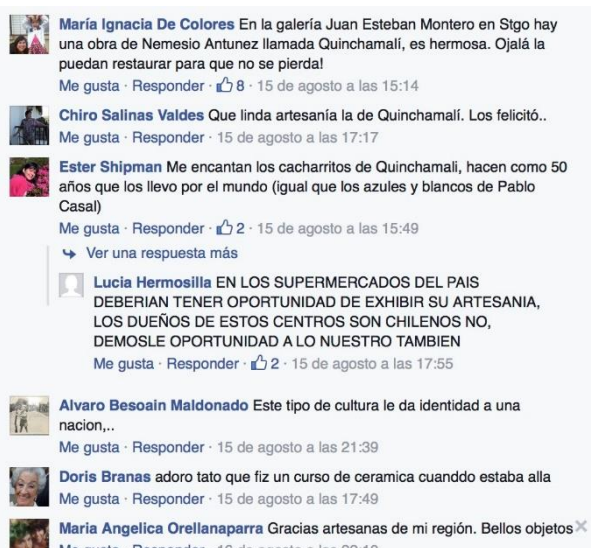 María Ignacia De Colores En la galería Juan Esteban Montero en Stgo hay
una obra de Nemesio Antunez llamada Quinchamalí, es hermosa. Ojalá la
puedan restaurar para que no se pierda!
Me gusta · Responder · 8 · 15 de agosto a las 15:14
Chiro Salinas Valdes Que linda artesanía la de Quinchamalí. Los felicitó..
Me gusta · Responder · 15 de agosto a las 17:17
Ester Shipman Me encantan los cacharritos de Quinchamali, hacen como 50
años que los llevo por el mundo (igual que los azules y blancos de Pablo
Casal)
Me gusta · Responder · 2 · 15 de agosto a las 15:49
Ver una respuesta más
Lucia Hermosilla EN LOS SUPERMERCADOS DEL PAIS
DEBERIAN TENER OPORTUNIDAD DE EXHIBIR SU ARTESANIA,
LOS DUEÑOS DE ESTOS CENTROS SON CHILENOS NO,
DEMOSLE OPORTUNIDAD A LO NUESTRO TAMBIEN
Me gusta · Responder · 2 · 15 de agosto a las 17:55
Alvaro Besoain Maldonado Este tipo de cultura le da identidad a una
nacion,..
Me gusta · Responder · 15 de agosto a las 21:39
Doris Branas adoro tato que fiz un curso de ceramica cuanddo estaba alla
Me gusta · Responder · 15 de agosto a las 17:49
Maria Angelica Orellanaparra Gracias artesanas de mi región. Bellos objetos
Me gusta · Responder